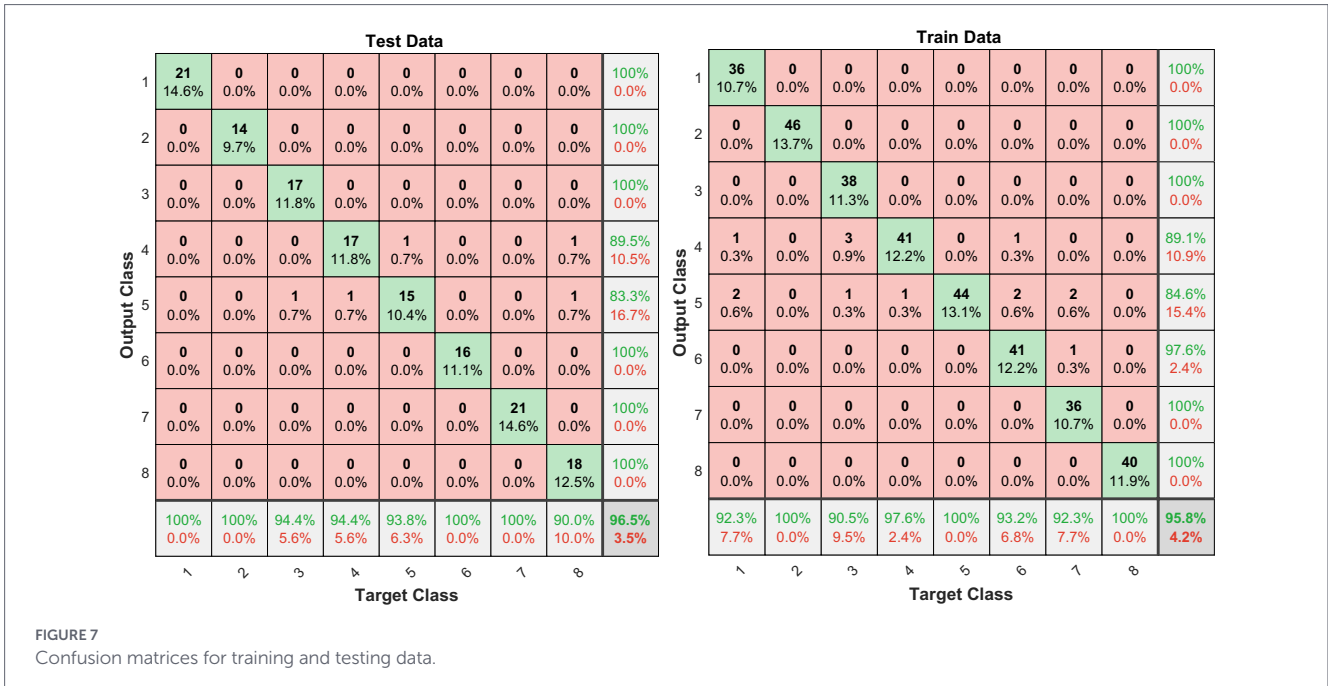 Test Data
1 21 0 0 0 0 0 0 0 100%
14.6% 0.0% 0.0% 0.0% 0.0% 0.0% 0.0% 0.0% 0.0%
2 0 14 0 0 0 0 0 0 100%
0.0% 9.7% 0.0% 0.0% 0.0% 0.0% 0.0% 0.0% 0.0%
3 0 0 17 0 0 0 0 0 100%
0.0% 0.0% 11.8% 0.0% 0.0% 0.0% 0.0% 0.0% 0.0%
4 0 0 0 17 1 0 0 1 89.5%
0.0% 0.0% 0.0% 11.8% 0.7% 0.0% 0.0% 0.7% 10.5%
5 0 0 1 1 15 0 0 1 83.3%
0.0% 0.0% 0.7% 0.7% 10.4% 0.0% 0.0% 0.7% 16.7%
6 0 0 0 0 0 16 0 0 100%
0.0% 0.0% 0.0% 0.0% 0.0% 11.1% 0.0% 0.0% 0.0%
7 0 0 0 0 0 0 21 0 100%
0.0% 0.0% 0.0% 0.0% 0.0% 0.0% 14.6% 0.0% 0.0%
8 0 0 0 0 0 0 0 18 100%
0.0% 0.0% 0.0% 0.0% 0.0% 0.0% 0.0% 12.5% 0.0%
100% 100% 94.4% 94.4% 93.8% 100% 100% 90.0% 96.5%
0.0% 0.0% 5.6% 5.6% 6.3% 0.0% 0.0% 10.0% 3.5%
1 2 3 4 5 6 7 8
Target Class
Output Class
Train Data
1 36 0 0 0 0 0 0 0 100%
10.7% 0.0% 0.0% 0.0% 0.0% 0.0% 0.0% 0.0% 0.0%
2 0 46 0 0 0 0 0 0 100%
0.0% 13.7% 0.0% 0.0% 0.0% 0.0% 0.0% 0.0% 0.0%
3 0 0 38 0 0 0 0 0 100%
0.0% 0.0% 11.3% 0.0% 0.0% 0.0% 0.0% 0.0% 0.0%
4 1 0 3 41 0 1 0 0 89.1%
0.3% 0.0% 0.9% 12.2% 0.0% 0.3% 0.0% 0.0% 10.9%
5 2 0 1 1 44 2 2 0 84.6%
0.6% 0.0% 0.3% 0.3% 13.1% 0.6% 0.6% 0.0% 15.4%
6 0 0 0 0 0 41 1 0 97.6%
0.0% 0.0% 0.0% 0.0% 0.0% 12.2% 0.3% 0.0% 2.4%
7 0 0 0 0 0 0 36 0 100%
0.0% 0.0% 0.0% 0.0% 0.0% 0.0% 10.7% 0.0% 0.0%
8 0 0 0 0 0 0 0 40 100%
0.0% 0.0% 0.0% 0.0% 0.0% 0.0% 0.0% 11.9% 0.0%
92.3% 100% 90.5% 97.6% 100% 93.2% 92.3% 100% 95.8%
7.7% 0.0% 9.5% 2.4% 0.0% 6.8% 7.7% 0.0% 4.2%
1 2 3 4 5 6 7 8
Target Class
Output Class
FIGURE 7
Confusion matrices for training and testing data.